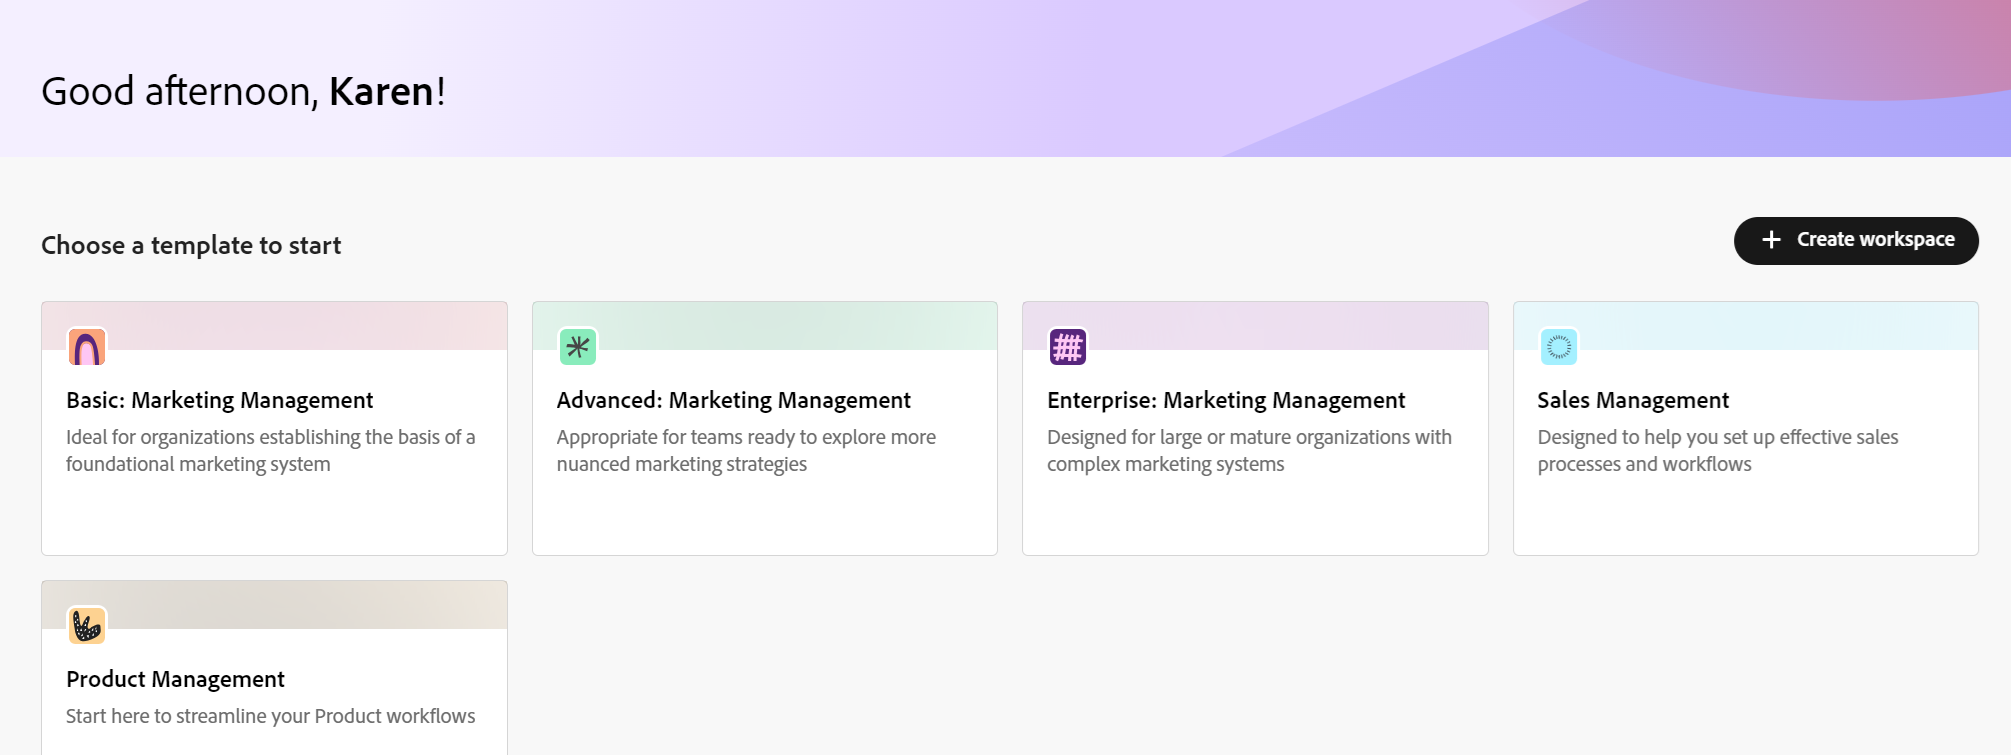 Good afternoon, Karen!
Choose a template to start
Create workspace
Basic: Marketing Management
Ideal for organizations establishing the basis of a
foundational marketing system
Advanced: Marketing Management
Appropriate for teams ready to explore more
nuanced marketing strategies
Enterprise: Marketing Management
Designed for large or mature organizations with
complex marketing systems
Sales Management
Designed to help you set up effective sales
processes and workflows
Product Management
Start here to streamline your Product workflows